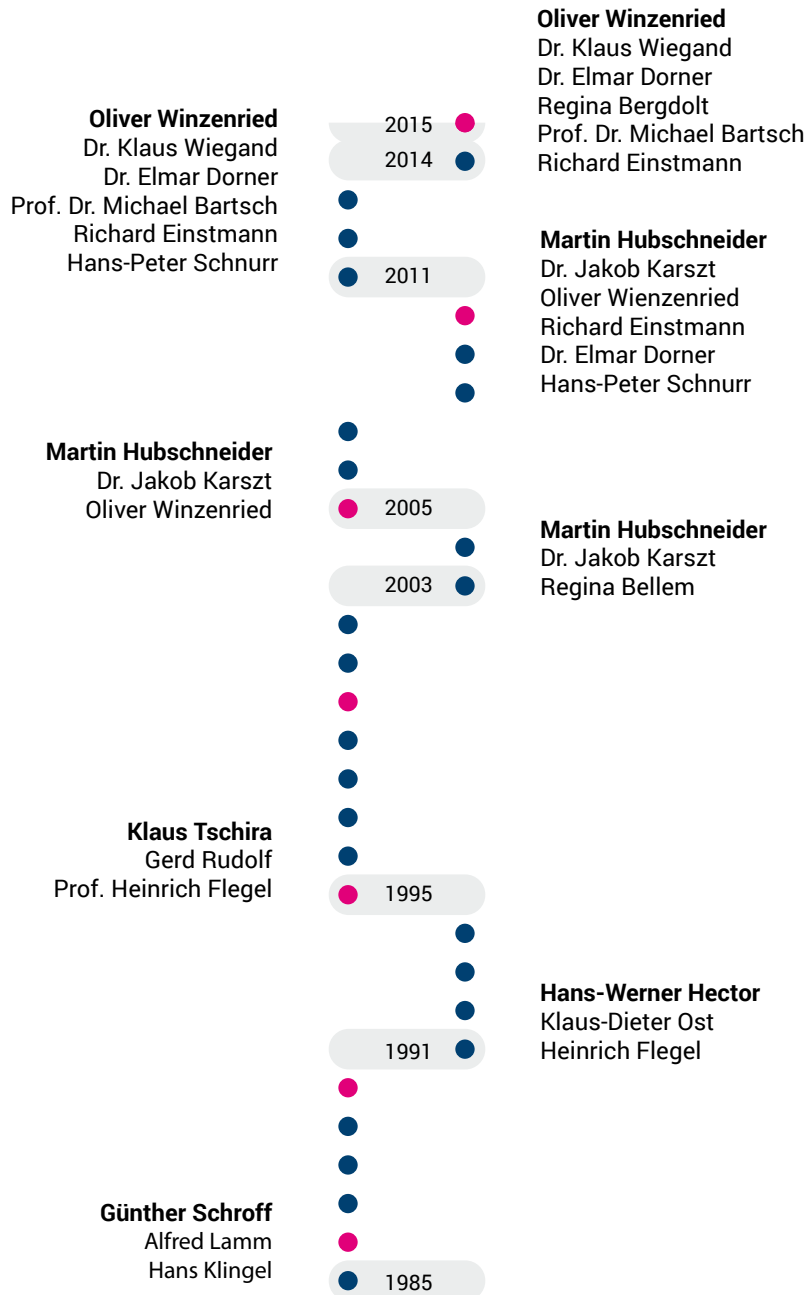 Oliver Winzenried
Dr. Klaus Wiegand
Dr. Elmar Dorner
Regina Bergdolt
Prof. Dr. Michael Bartsch
Richard Einstmann
2015
2014
Oliver Winzenried
Dr. Klaus Wiegand
Dr. Elmar Dorner
Prof. Dr. Michael Bartsch
Richard Einstmann
Hans-Peter Schnurr
2011
Martin Hubschneider
Dr. Jakob Karszt
Oliver Wienzenried
Richard Einstmann
Dr. Elmar Dorner
Hans-Peter Schnurr
Martin Hubschneider
Dr. Jakob Karszt
Oliver Winzenried
2005
Martin Hubschneider
Dr. Jakob Karszt
Regina Bellem
2003
Klaus Tschira
Gerd Rudolf
Prof. Heinrich Flegel
1995
Hans-Werner Hector
Klaus-Dieter Ost
Heinrich Flegel
1991
Günther Schroff
Alfred Lamm
Hans Klingel
1985